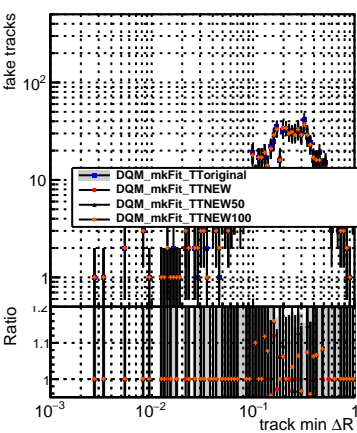 fake tracks
10²
10
1
DQM_mkFit_TToriginal
DQM_mkFit_TTNEW
DQM_mkFit_TTNEW50
DQM_mkFit_TTNEW100
Ratio
1.2
1.1
1
10⁻³
10⁻²
10⁻¹
1
track min ΔR